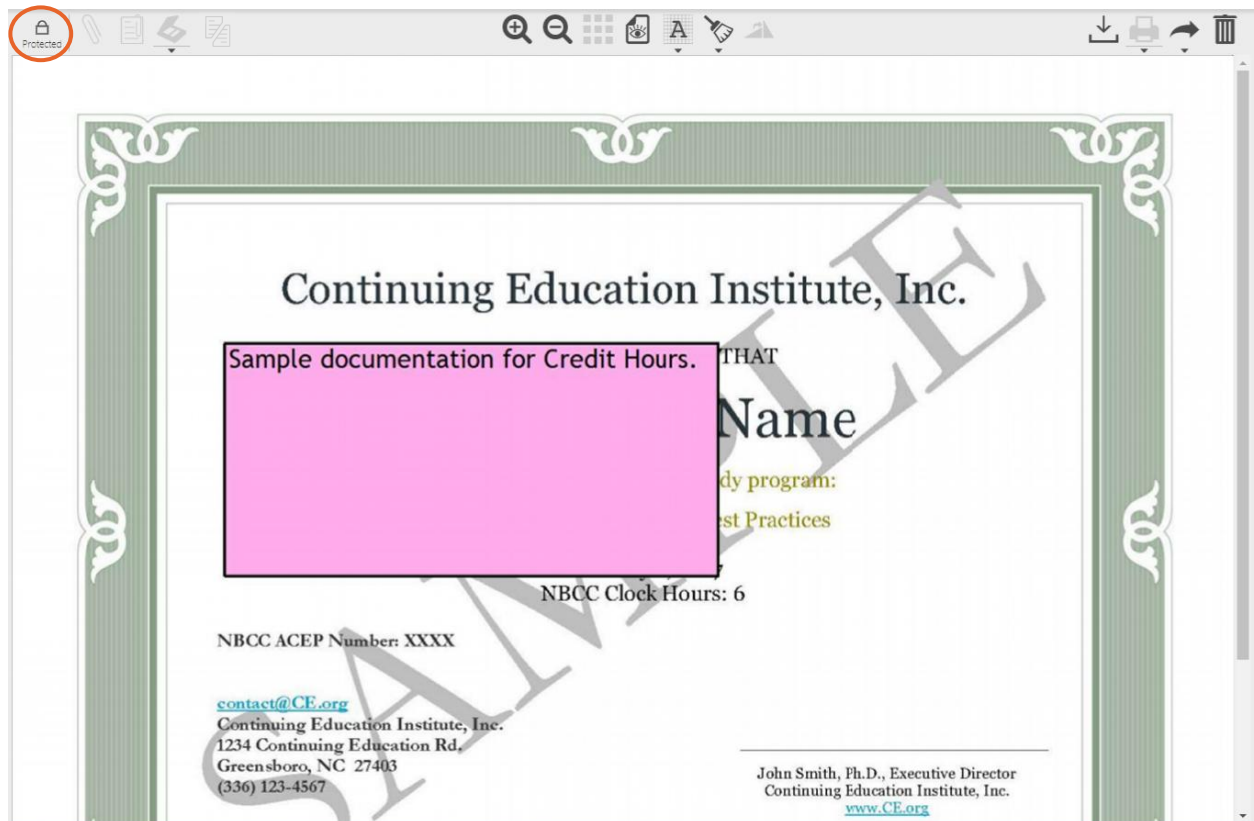 Protected
A
Continuing Education Institute, Inc.
Sample documentation for Credit Hours.
THAT
Name
dy program:
est Practices
NBCC Clock Hours: 6
NBCC ACEP Number: XXXX
contact@CE.org
Continuing Education Institute, Inc.
1234 Continuing Education Rd.
Greensboro, NC 27403
(336) 123-4567
John Smith, Ph.D., Executive Director
Continuing Education Institute, Inc.
www.CE.org
SAMPLE